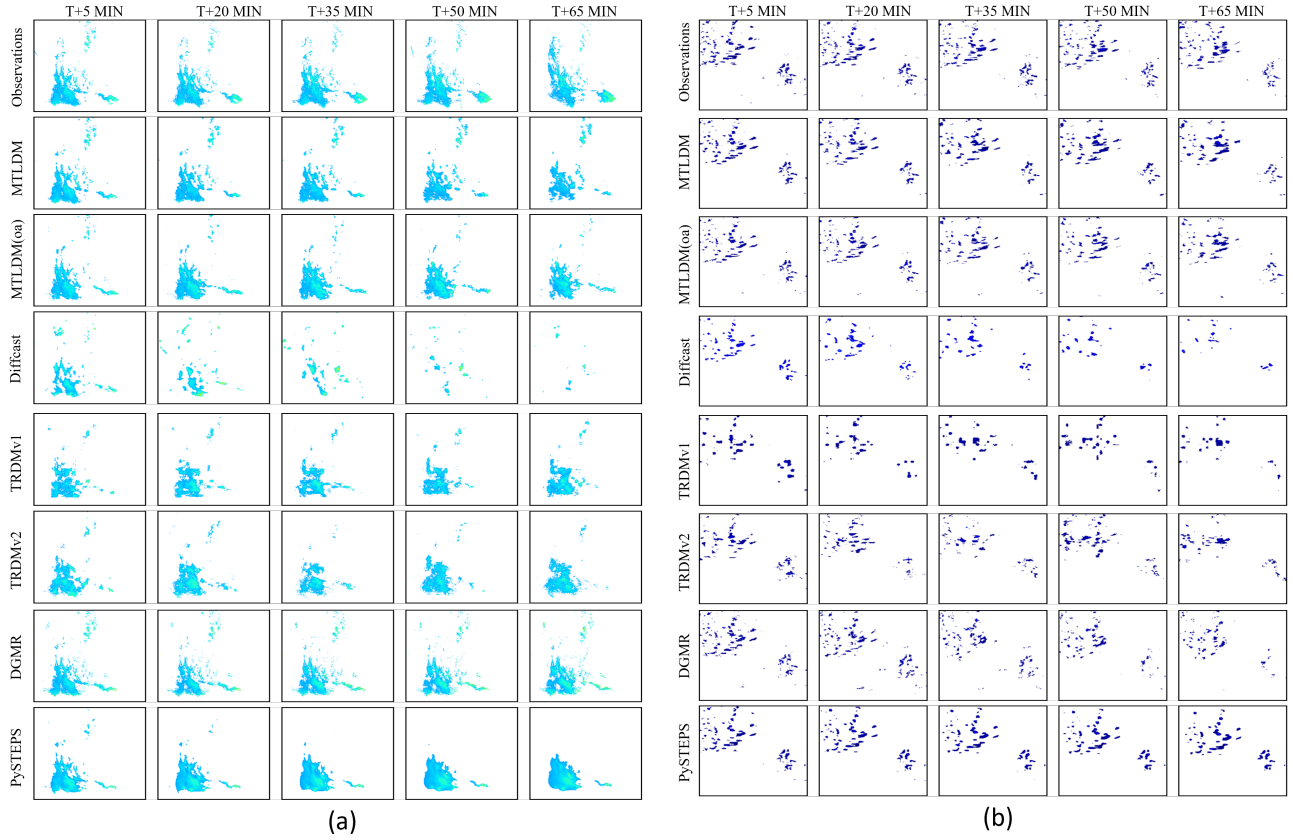 T+5 MIN T+20 MIN T+35 MIN T+50 MIN T+65 MIN
Observations
MTLDM
MTLDM(oa)
Diffcast
TRDMv1
TRDMv2
DGMR
PySTEPS
(a)
T+5 MIN T+20 MIN T+35 MIN T+50 MIN T+65 MIN
Observations
MTLDM
MTLDM(oa)
Diffcast
TRDMv1
TRDMv2
DGMR
PySTEPS
(b)